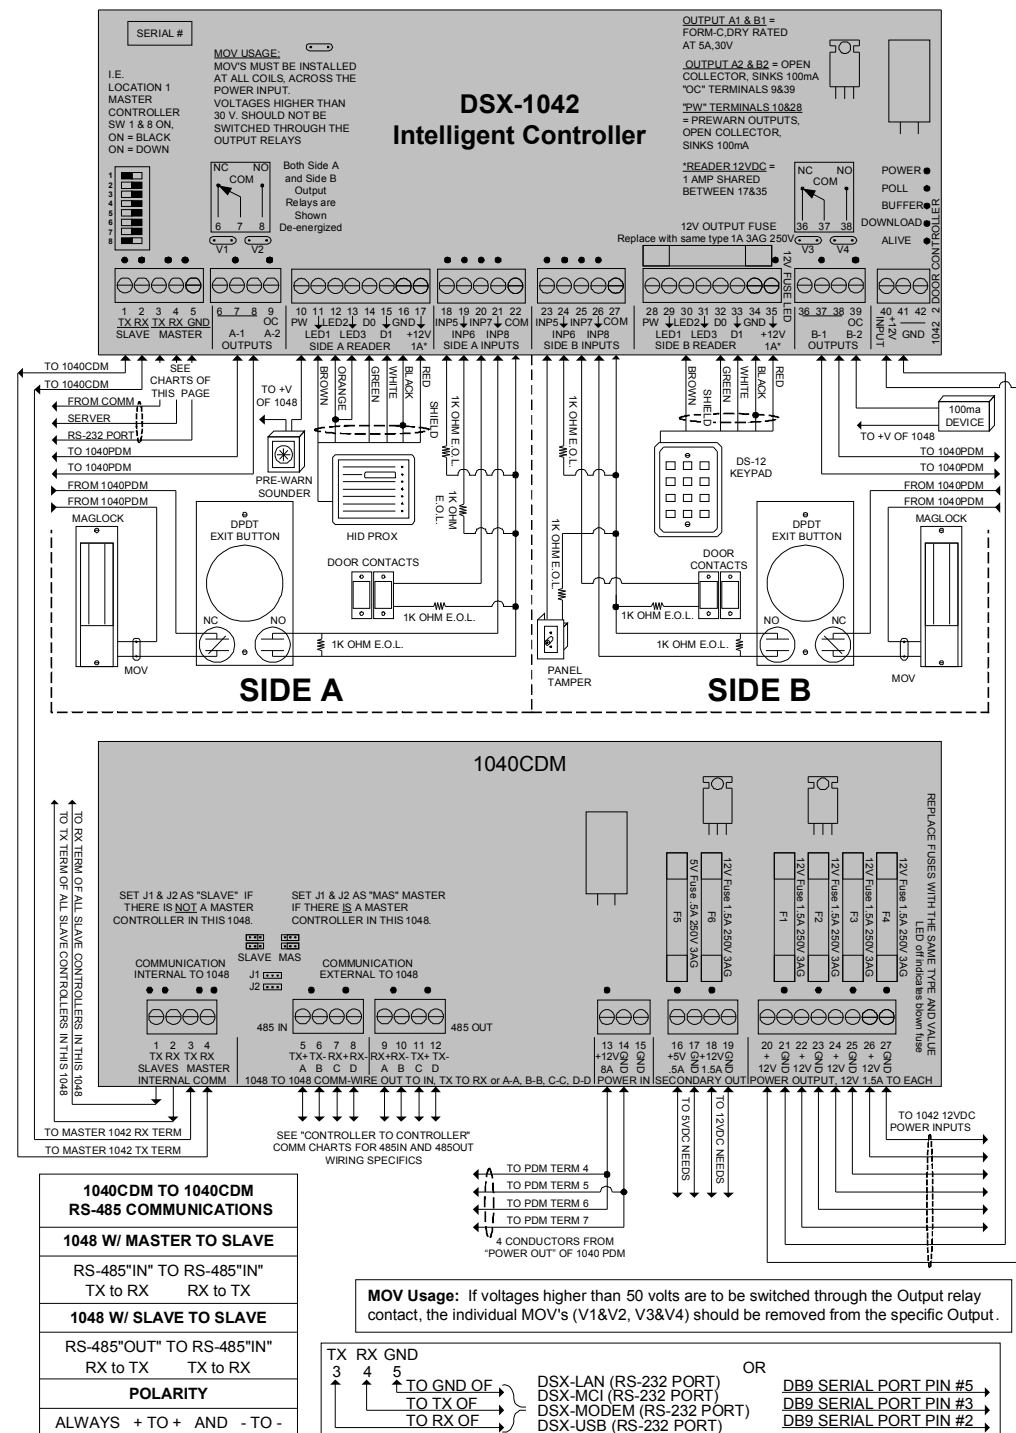 SERIAL #
I.E.
LOCATION 1
MASTER
CONTROLLER
SW 1 & 8 ON,
ON = BLACK
ON = DOWN
MOV USAGE:
MOV'S MUST BE INSTALLED
AT ALL COILS, ACROSS THE
POWER INPUT.
VOLTAGES HIGHER THAN
30 V. SHOULD NOT BE
SWITCHED THROUGH THE
OUTPUT RELAYS
DSX-1042
Intelligent Controller
OUTPUT A1 & B1 =
FORM-C,DRY RATED
AT 5A,30V
OUTPUT A2 & B2 = OPEN
COLLECTOR, SINKS 100mA
"OC" TERMINALS 9&39
"PW" TERMINALS 10&28
= PREWARN OUTPUTS,
OPEN COLLECTOR,
SINKS 100mA
*READER 12VDC =
1 AMP SHARED
BETWEEN 17&35
1
2
3
4
5
6
7
8
NC NO
COM
6 7 8
V1 V2
Both Side A
and Side B
Output
Relays are
Shown
De-energized
12V OUTPUT FUSE
Replace with same type 1A 3AG 250V
12V FUSE LED
NC NO
COM
36 37 38
V3 V4
POWER
POLL
BUFFER
DOWNLOAD
ALIVE
1042 2 DOOR CONTROLLER
1 2 3 4 5
TX RX TX RX GND
SLAVE MASTER
6 7 8 9
OC
A-1 A-2
OUTPUTS
10 11 12 13 14 15 16 17
PW LED2 D0 GND
LED1 LED3 D1 +12V
SIDE A READER 1A*
18 19 20 21 22
INP5 INP7 COM
INP6 INP8
SIDE A INPUTS
23 24 25 26 27
INP5 INP7 COM
INP6 INP8
SIDE B INPUTS
28 29 30 31 32 33 34 35
PW LED2 D0 GND
LED1 LED3 D1 +12V
SIDE B READER 1A*
36 37 38 39
OC
B-1 B-2
OUTPUTS
40 41 42
+12V
INPUT
GND
TO 1040CDM
TO 1040CDM
FROM COMM
SERVER
RS-232 PORT
TO 1040PDM
TO 1040PDM
FROM 1040PDM
FROM 1040PDM
SEE
CHARTS OF
THIS PAGE
TO +V
OF 1048
PRE-WARN
SOUNDER
BROWN
ORANGE
GREEN
WHITE
BLACK
RED
SHIELD
HID PROX
1K OHM E.O.L.
1K OHM
E.O.L.
1K OHM E.O.L.
1K OHM E.O.L.
BROWN
SHIELD
GREEN
WHITE
BLACK
RED
DS-12
KEYPAD
100ma
DEVICE
TO +V OF 1048
TO 1040PDM
TO 1040PDM
FROM 1040PDM
FROM 1040PDM
MAGLOCK
DPDT
EXIT BUTTON
NC NO
MOV
DOOR CONTACTS
1K OHM E.O.L.
1K OHM E.O.L.
SIDE A
PANEL
TAMPER
DOOR
CONTACTS
1K OHM E.O.L.
1K OHM E.O.L.
DPDT
EXIT BUTTON
NO NC
MAGLOCK
MOV
SIDE B
1040CDM
TO TX TERM OF ALL SLAVE CONTROLLERS IN THIS 1048
TO RX TERM OF ALL SLAVE CONTROLLERS IN THIS 1048
SET J1 & J2 AS "SLAVE" IF
THERE IS NOT A MASTER
CONTROLLER IN THIS 1048.
SET J1 & J2 AS "MAS" MASTER
IF THERE IS A MASTER
CONTROLLER IN THIS 1048.
SLAVE MAS
J1
J2
COMMUNICATION
INTERNAL TO 1048
COMMUNICATION
EXTERNAL TO 1048
485 IN
485 OUT
5V Fuse .5A 250V 3AG
F5
12V Fuse 1.5A 250V 3AG
F6
12V Fuse 1.5A 250V 3AG
F1
12V Fuse 1.5A 250V 3AG
F2
12V Fuse 1.5A 250V 3AG
F3
12V Fuse 1.5A 250V 3AG
F4
REPLACE FUSES WITH THE SAME TYPE AND VALUE
LED off indicates blown fuse
1 2 3 4
TX RX TX RX
SLAVES MASTER
INTERNAL COMM
5 6 7 8 9 10 11 12
TX+ TX- RX+ RX- RX+ RX- TX+ TX-
A B C D A B C D
1048 TO 1048 COMM-WIRE OUT TO IN, TX TO RX or A-A, B-B, C-C, D-D
13 14 15
+12V GND GND
8A
POWER IN
16 17 18 19
+5V GND +12V GND
.5A 1.5A
SECONDARY OUT
20 21 22 23 24 25 26 27
+ GND + GND + GND + GND
12V 12V 12V 12V
POWER OUTPUT, 12V 1.5A TO EACH
TO MASTER 1042 RX TERM
TO MASTER 1042 TX TERM
SEE "CONTROLLER TO CONTROLLER"
COMM CHARTS FOR 485IN AND 485OUT
WIRING SPECIFICS
TO 5VDC NEEDS
TO 12VDC NEEDS
TO 1042 12VDC
POWER INPUTS
TO PDM TERM 4
TO PDM TERM 5
TO PDM TERM 6
TO PDM TERM 7
4 CONDUCTORS FROM
"POWER OUT" OF 1040 PDM
1040CDM TO 1040CDM
RS-485 COMMUNICATIONS
1048 W/ MASTER TO SLAVE
RS-485"IN" TO RS-485"IN"
TX to RX RX to TX
1048 W/ SLAVE TO SLAVE
RS-485"OUT" TO RS-485"IN"
RX to TX TX to RX
POLARITY
ALWAYS + TO + AND - TO -
MOV Usage: If voltages higher than 50 volts are to be switched through the Output relay
contact, the individual MOV's (V1&V2, V3&V4) should be removed from the specific Output.
TX RX GND
3 4 5
TO GND OF
TO TX OF
TO RX OF
DSX-LAN (RS-232 PORT)
DSX-MCI (RS-232 PORT)
DSX-MODEM (RS-232 PORT)
DSX-USB (RS-232 PORT)
OR
DB9 SERIAL PORT PIN #5
DB9 SERIAL PORT PIN #3
DB9 SERIAL PORT PIN #2